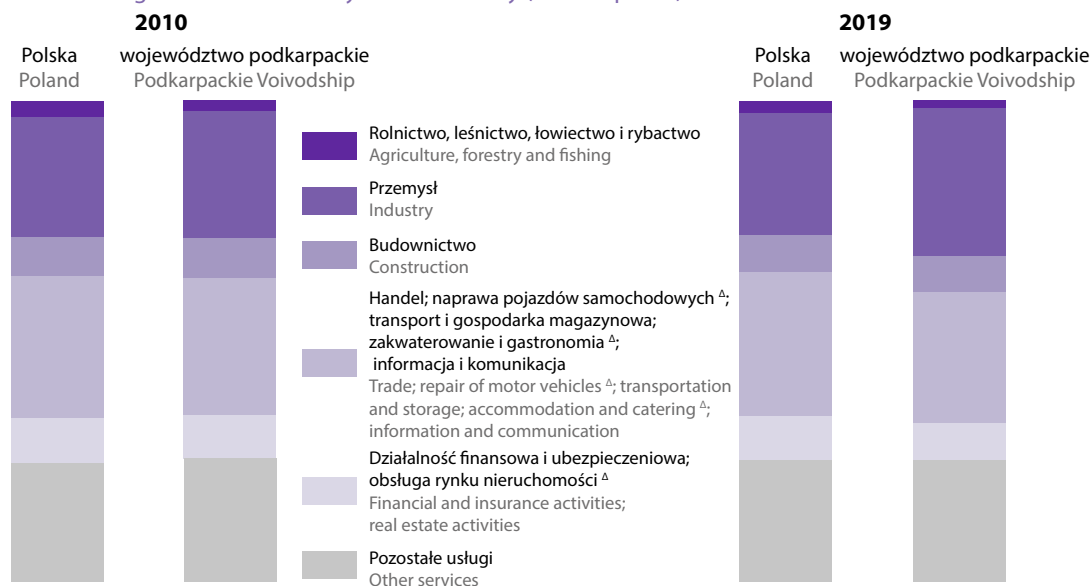 2010
2019
Polska
Poland
województwo podkarpackie
Podkarpackie Voivodship
Polska
Poland
województwo podkarpackie
Podkarpackie Voivodship
Rolnictwo, leśnictwo, łowiectwo i rybactwo
Agriculture, forestry and fishing
Przemysł
Industry
Budownictwo
Construction
Handel; naprawa pojazdów samochodowych Δ;
transport i gospodarka magazynowa;
zakwaterowanie i gastronomia Δ;
informacja i komunikacja
Trade; repair of motor vehicles Δ; transportation
and storage; accommodation and catering Δ;
information and communication
Działalność finansowa i ubezpieczeniowa;
obsługa rynku nieruchomości Δ
Financial and insurance activities;
real estate activities
Pozostałe usługi
Other services